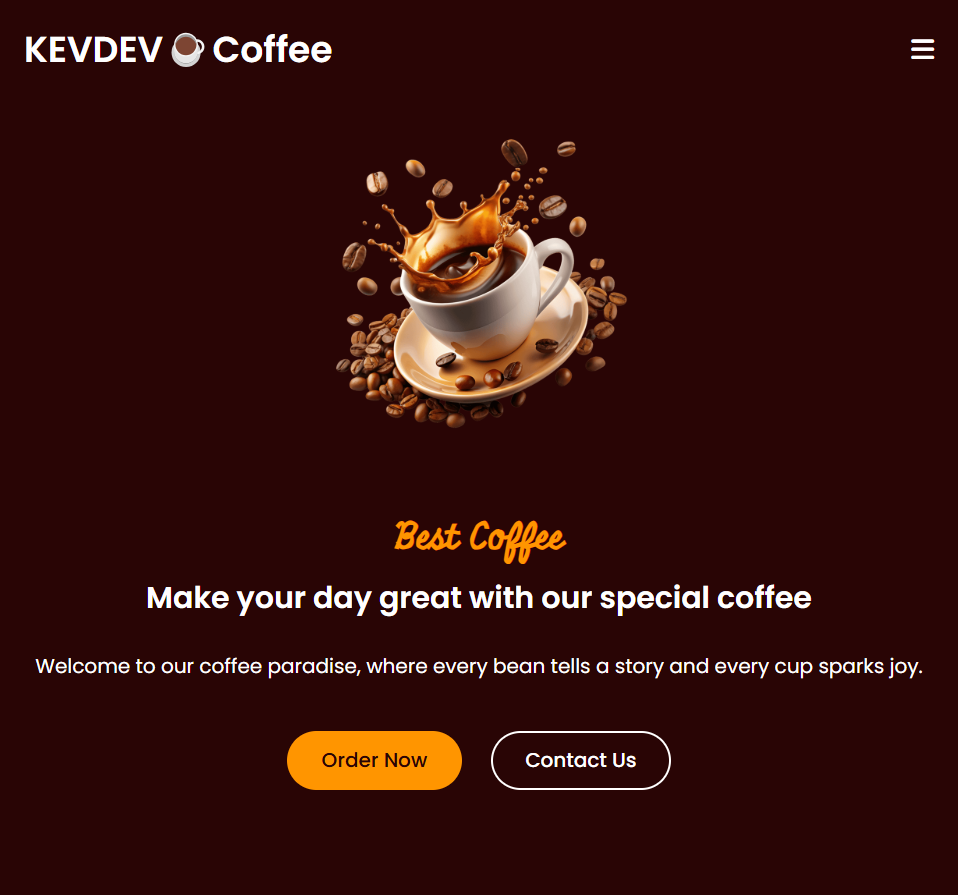 KEVDEV Coffee
Best Coffee
Make your day great with our special coffee
Welcome to our coffee paradise, where every bean tells a story and every cup sparks joy.
Order Now
Contact Us